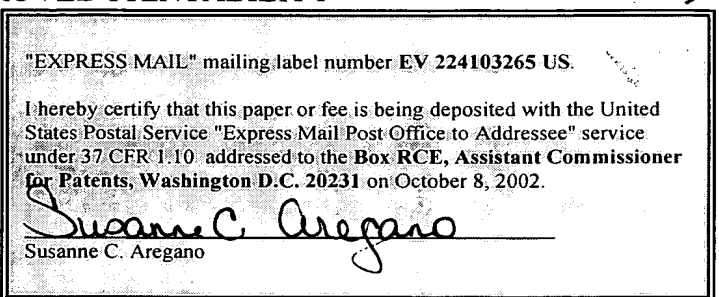 "EXPRESS MAIL" mailing label number EV 224103265 US.
I hereby certify that this paper or fee is being deposited with the United
States Postal Service "Express Mail Post Office to Addressee" service
under 37 CFR 1.10 addressed to the Box RCE, Assistant Commissioner
for Patents, Washington D.C. 20231 on October 8, 2002.
Susanne C. Aregano
Susanne C. Aregano